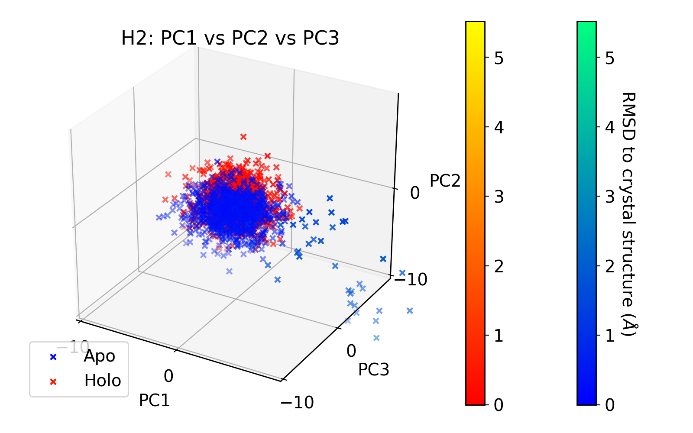 H2: PC1 vs PC2 vs PC3
PC2
0
−10
0
PC3
−10
0
−10
PC1
Apo
Holo
5
4
3
2
1
0
5
4
3
2
1
0
RMSD to crystal structure (Å)